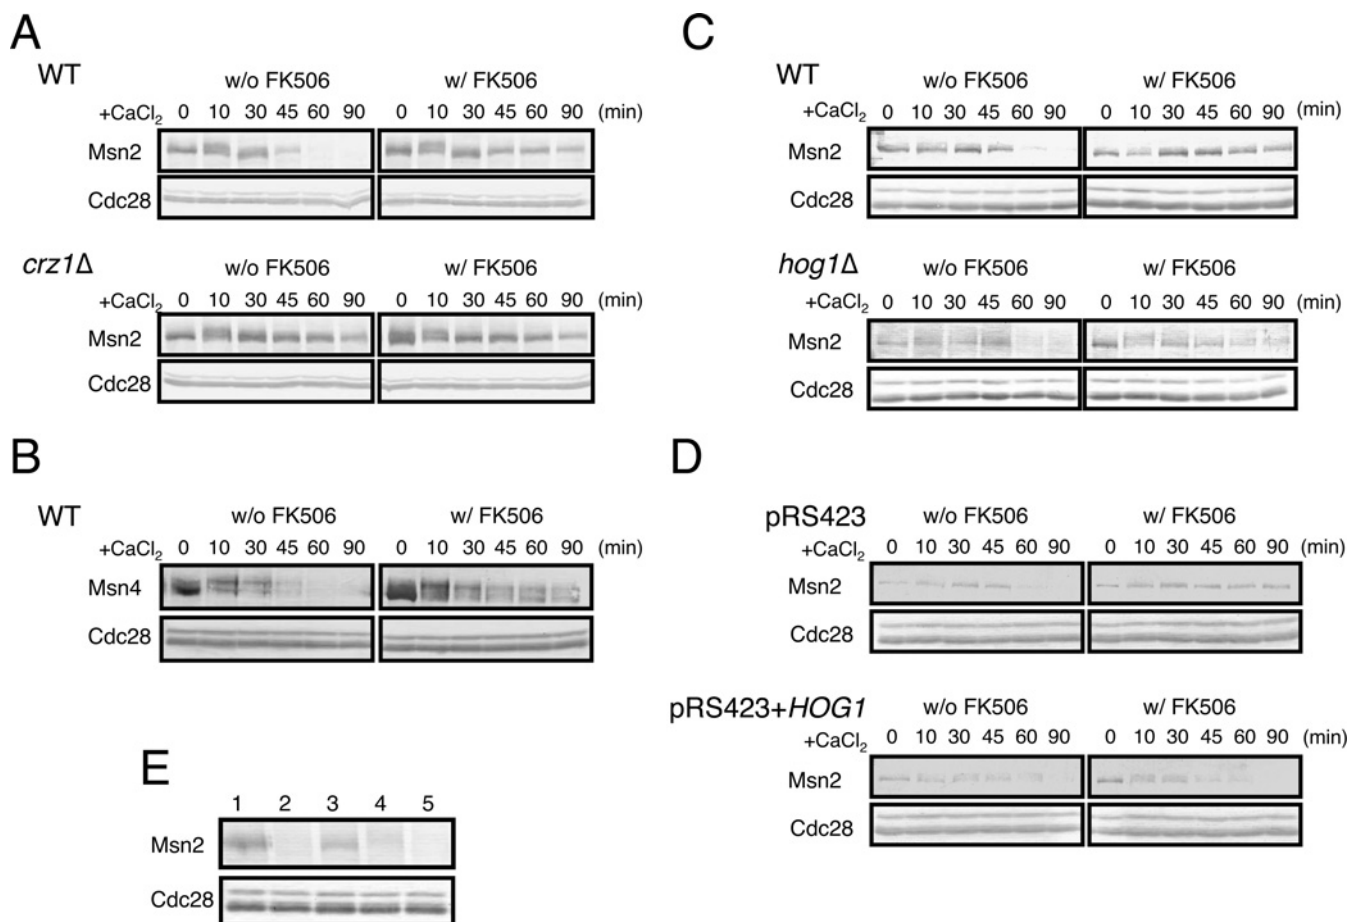 A
WT
w/o FK506 w/ FK506
+CaCl2 0 10 30 45 60 90 0 10 30 45 60 90 (min)
Msn2
Cdc28
crz1Δ
w/o FK506 w/ FK506
+CaCl2 0 10 30 45 60 90 0 10 30 45 60 90 (min)
Msn2
Cdc28
B
WT
w/o FK506 w/ FK506
+CaCl2 0 10 30 45 60 90 0 10 30 45 60 90 (min)
Msn4
Cdc28
C
WT
w/o FK506 w/ FK506
+CaCl2 0 10 30 45 60 90 0 10 30 45 60 90 (min)
Msn2
Cdc28
hog1Δ
w/o FK506 w/ FK506
+CaCl2 0 10 30 45 60 90 0 10 30 45 60 90 (min)
Msn2
Cdc28
D
pRS423
w/o FK506 w/ FK506
+CaCl2 0 10 30 45 60 90 0 10 30 45 60 90 (min)
Msn2
Cdc28
pRS423+HOG1
w/o FK506 w/ FK506
+CaCl2 0 10 30 45 60 90 0 10 30 45 60 90 (min)
Msn2
Cdc28
E
1 2 3 4 5
Msn2
Cdc28